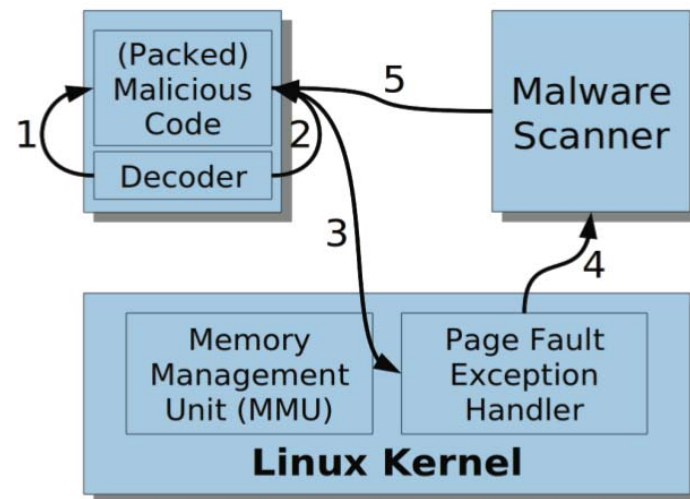 (Packed)
Malicious
Code
Decoder
1
2
5
Malware
Scanner
3
4
Memory
Management
Unit (MMU)
Page Fault
Exception
Handler
Linux Kernel